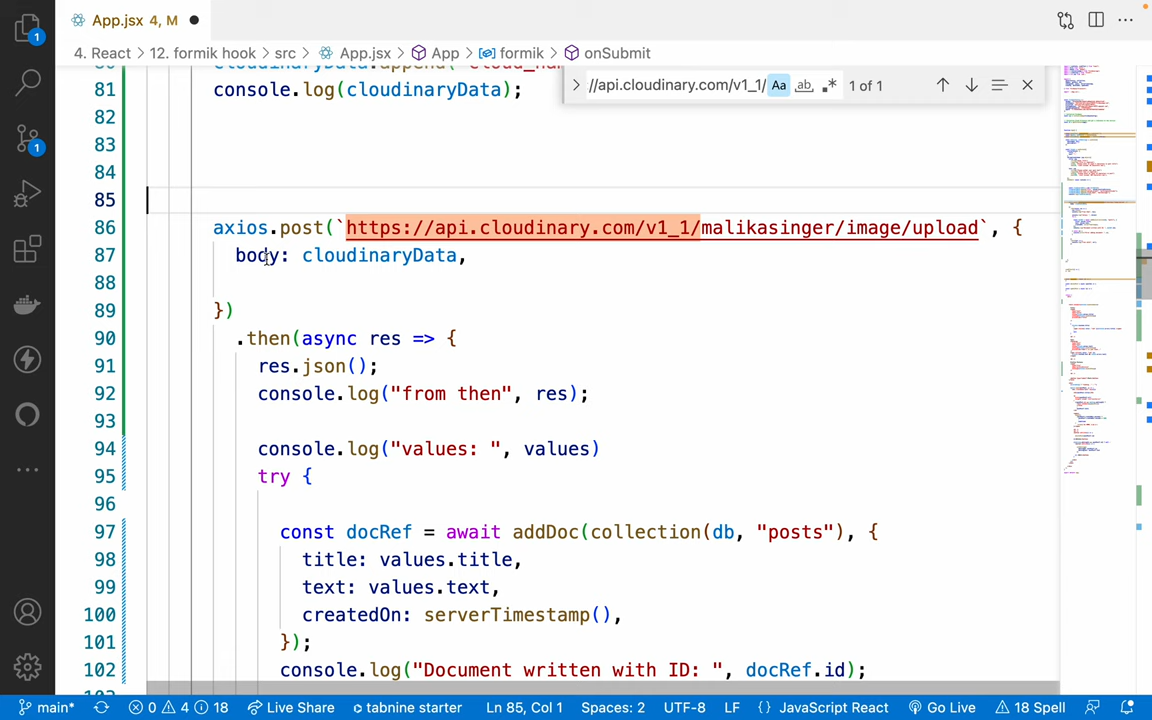 App.jsx 4, M
4. React > 12. formik hook > src > App.jsx > App > formik > onSubmit
//api.cloudinary.com/v1_1/ Aa ab .* 1 of 1
81 console.log(cloudinaryData);
82
83
84
85
86 axios.post(`https://api.cloudinary.com/v1_1/malikasinger/image/upload`, {
87 body: cloudinaryData,
88
89 })
90 .then(async res => {
91 res.json();
92 console.log("from then", res);
93
94 console.log("values: ", values)
95 try {
96
97 const docRef = await addDoc(collection(db, "posts"), {
98 title: values.title,
99 text: values.text,
100 createdOn: serverTimestamp(),
101 });
102 console.log("Document written with ID: ", docRef.id);
1
1
main* 0 4 18 Live Share tabnine starter Ln 85, Col 1 Spaces: 2 UTF-8 LF {} JavaScript React Go Live 18 Spell